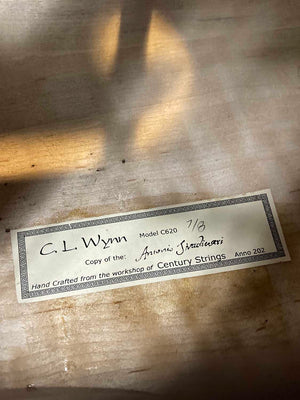 C. L. Wynn Model C620 7/8
Copy of the: Antonio Stradivari
Hand Crafted from the workshop of Century Strings Anno 202